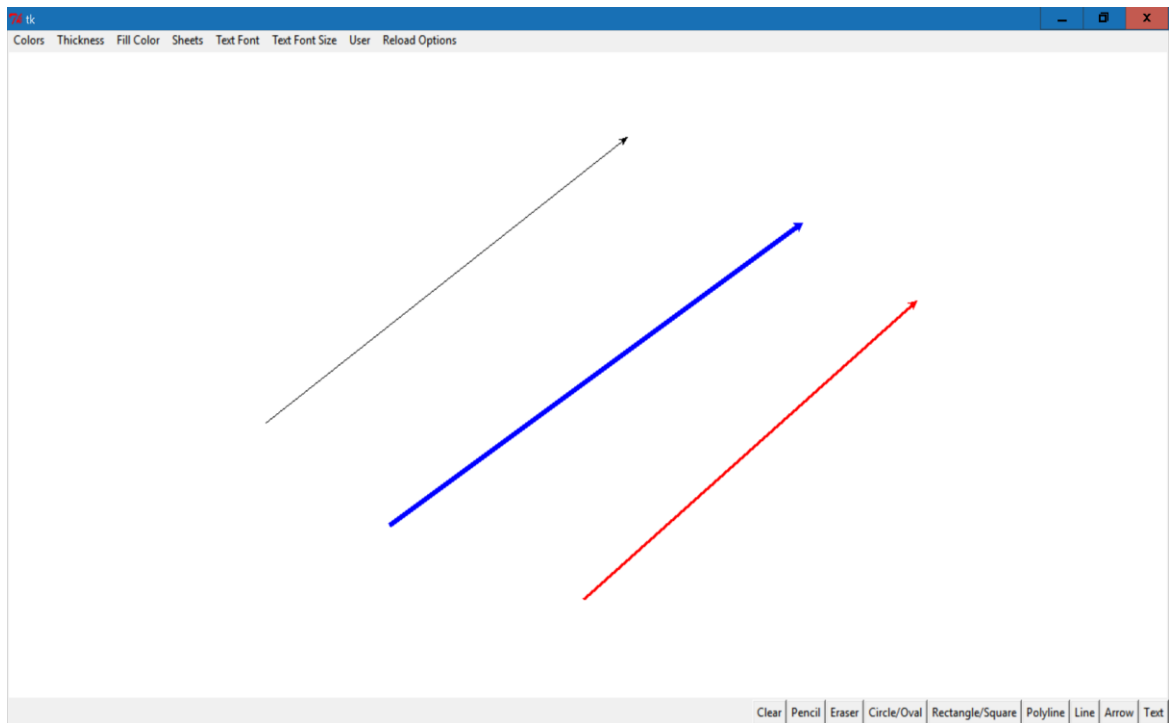 tk
Colors Thickness Fill Color Sheets Text Font Text Font Size User Reload Options
Clear Pencil Eraser Circle/Oval Rectangle/Square Polyline Line Arrow Text